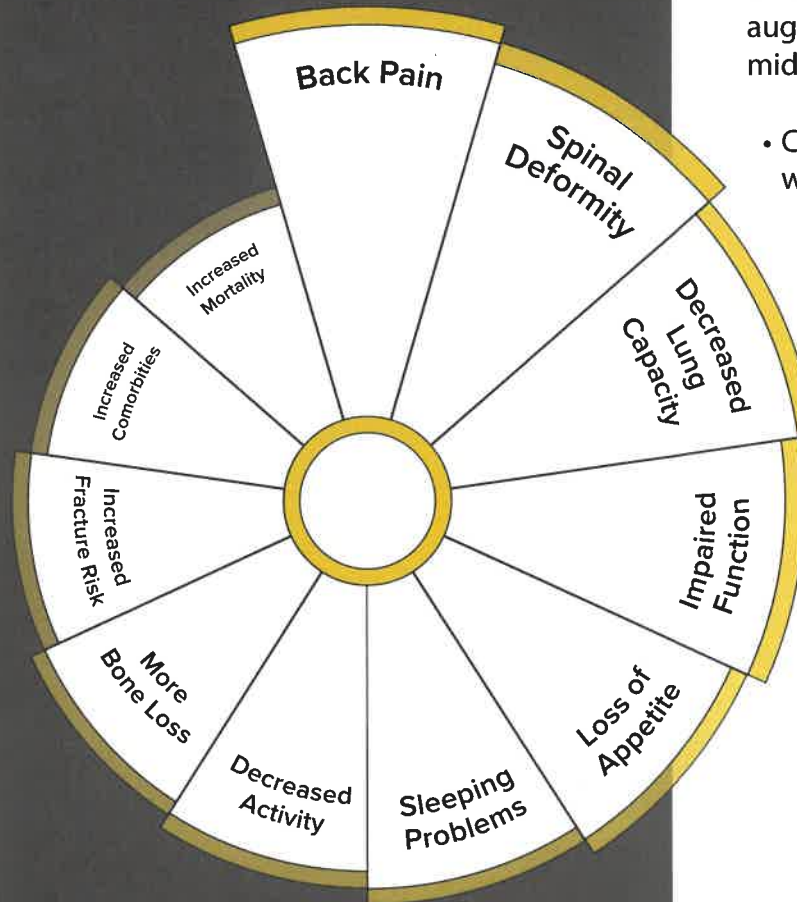 aug
mid
• C
w
Back Pain
Spinal
Deformity
Decreased
Lung
Capacity
Impaired
Function
Loss of
Appetite
Sleeping
Problems
Decreased
Activity
More
Bone Loss
Increased
Fracture Risk
Increased
Comorbities
Increased
Mortality